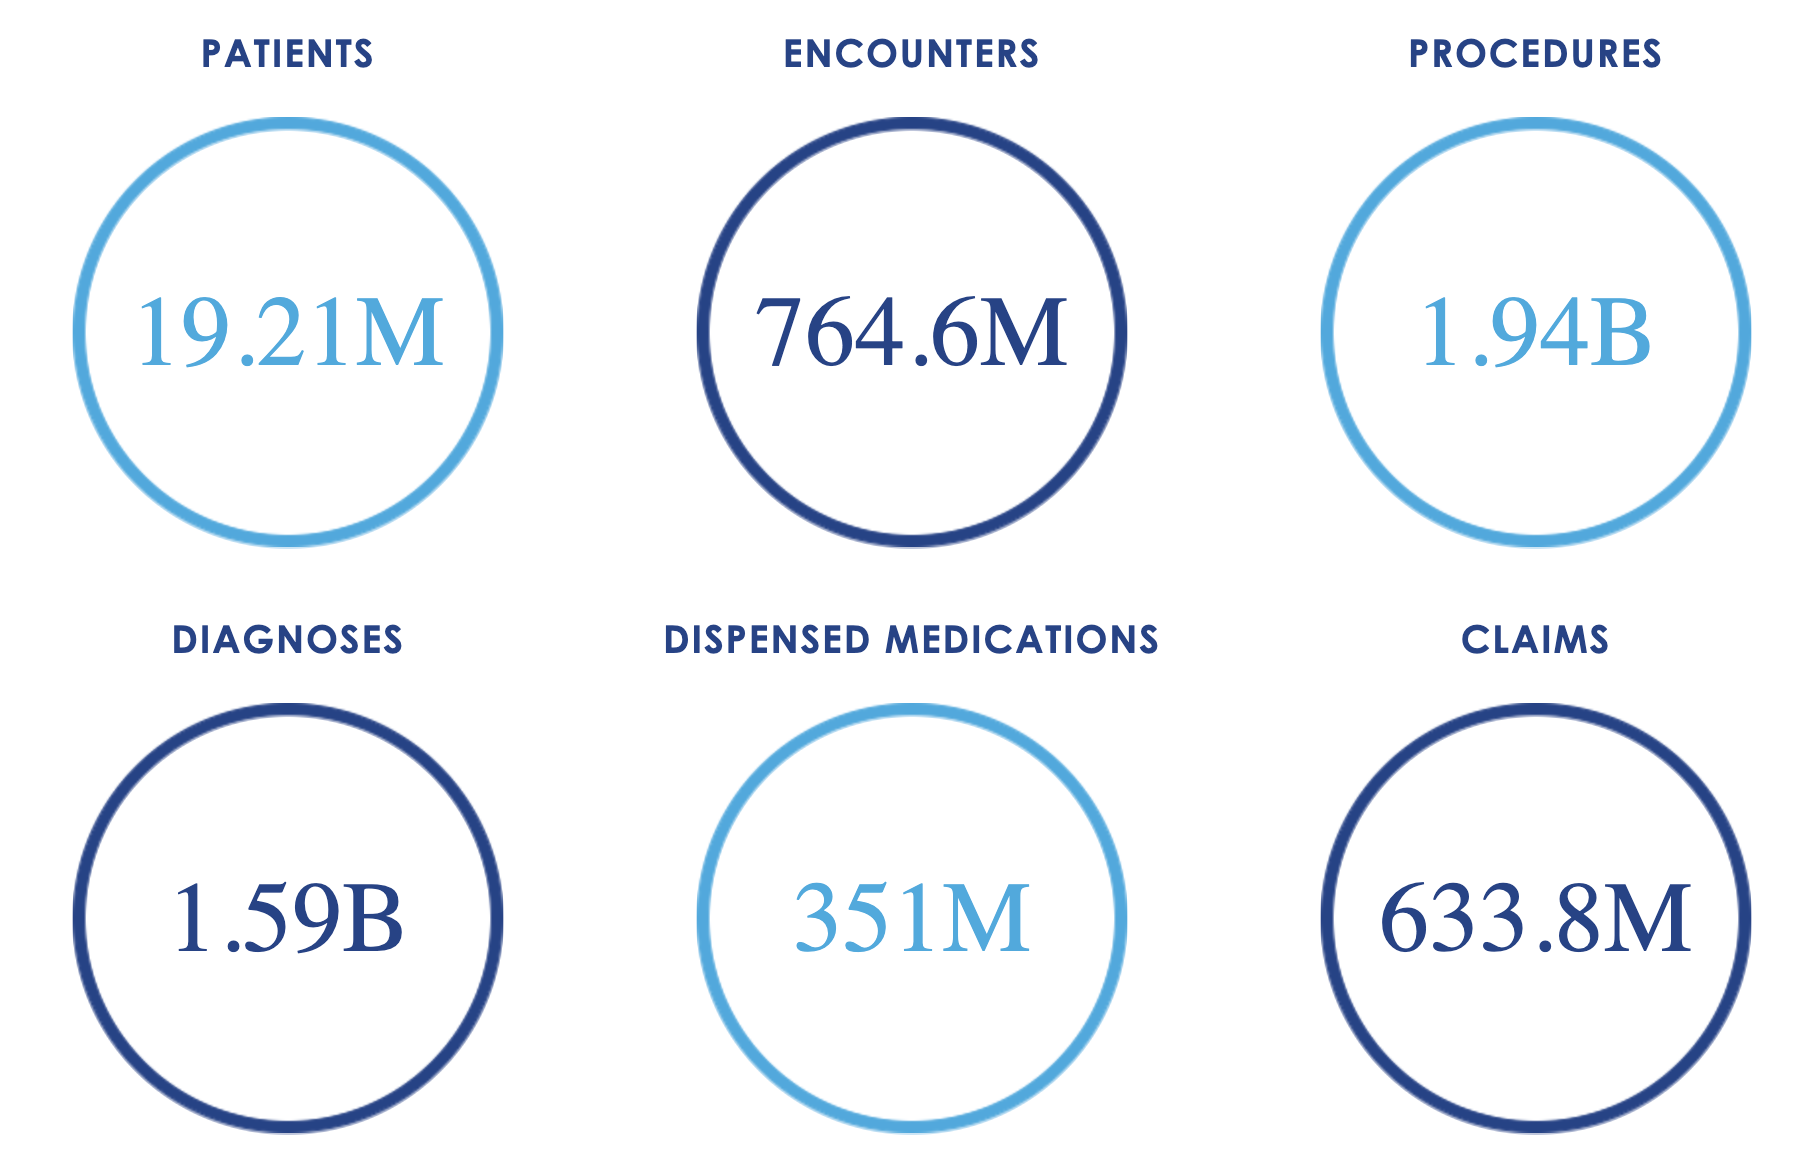 PATIENTS
ENCOUNTERS
PROCEDURES
19.21M
764.6M
1.94B
DIAGNOSES
DISPENSED MEDICATIONS
CLAIMS
1.59B
351M
633.8M